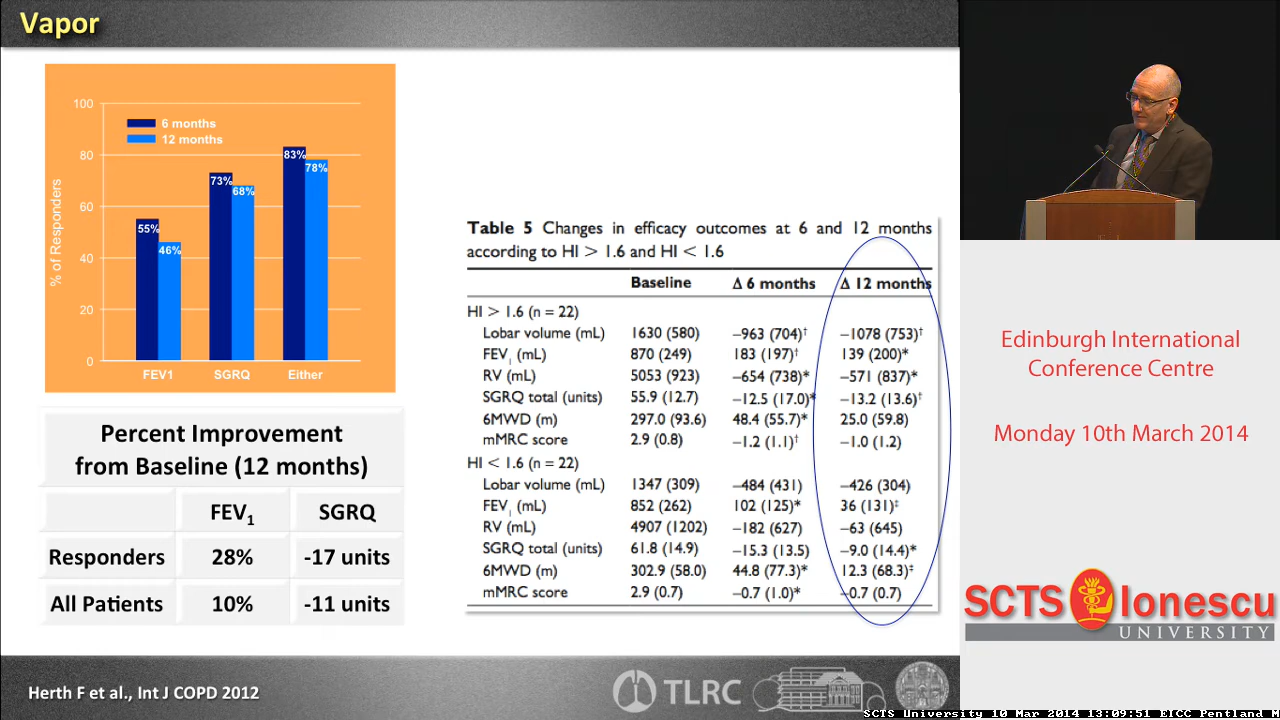 Vapor
100
80
60
40
20
0
% of Responders
6 months
12 months
55%
46%
73%
68%
83%
78%
FEV1 SGRQ Either
Percent Improvement
from Baseline (12 months)
FEV1 SGRQ
Responders 28% -17 units
All Patients 10% -11 units
Table 5 Changes in efficacy outcomes at 6 and 12 months
according to HI > 1.6 and HI < 1.6
Baseline Δ 6 months Δ 12 months
HI > 1.6 (n = 22)
Lobar volume (mL) 1630 (580) –963 (704)† –1078 (753)†
FEV1 (mL) 870 (249) 183 (197)† 139 (200)*
RV (mL) 5053 (923) –654 (738)* –571 (837)*
SGRQ total (units) 55.9 (12.7) –12.5 (17.0)* –13.2 (13.6)†
6MWD (m) 297.0 (93.6) 48.4 (55.7)* 25.0 (59.8)
mMRC score 2.9 (0.8) –1.2 (1.1)† –1.0 (1.2)
HI < 1.6 (n = 22)
Lobar volume (mL) 1347 (309) –484 (431) –426 (304)
FEV1 (mL) 852 (262) 102 (125)* 36 (131)‡
RV (mL) 4907 (1202) –182 (627) –63 (645)
SGRQ total (units) 61.8 (14.9) –15.3 (13.5) –9.0 (14.4)*
6MWD (m) 302.9 (58.0) 44.8 (77.3)* 12.3 (68.3)‡
mMRC score 2.9 (0.7) –0.7 (1.0)* –0.7 (0.7)
Herth F et al., Int J COPD 2012
TLRC
Edinburgh International
Conference Centre
Monday 10th March 2014
SCTS Ionescu
UNIVERSITY
SCTS University 10 Mar 2014 13:09:51 EICC Pentland M